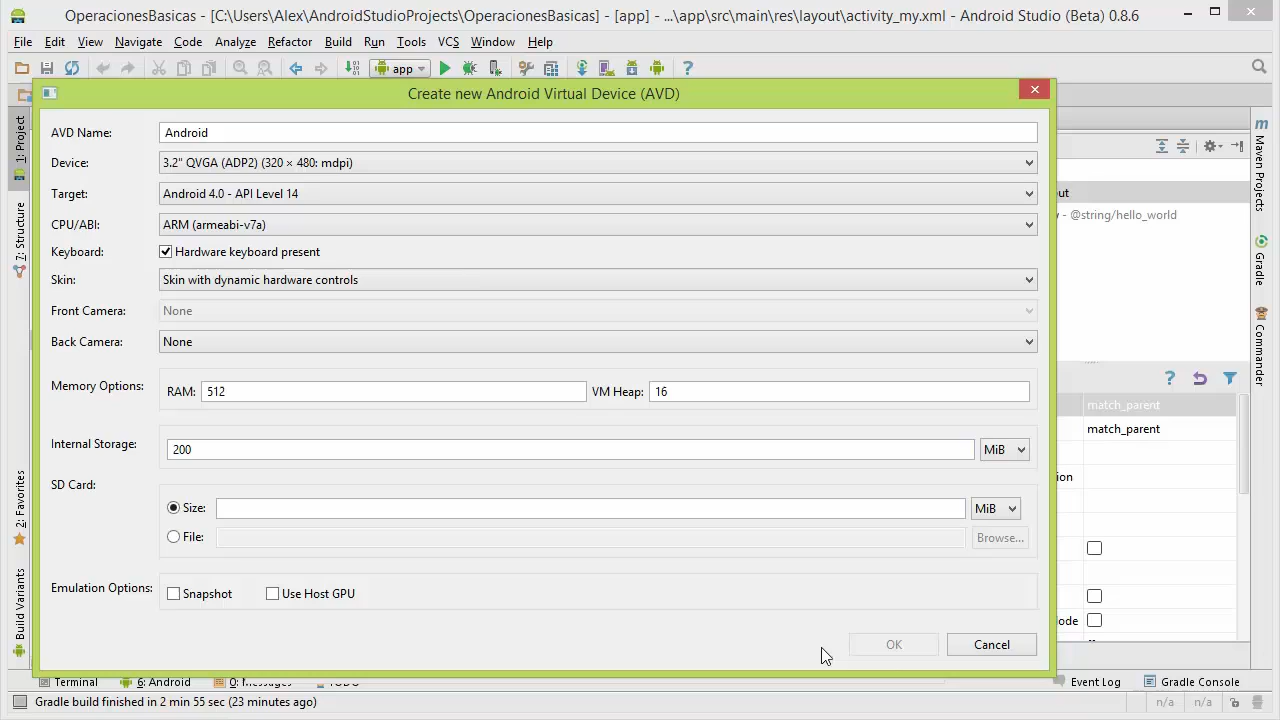 OperacionesBasicas - [C:\Users\Alex\AndroidStudioProjects\OperacionesBasicas] - [app] - ...\app\src\main\res\layout\activity_my.xml - Android Studio (Beta) 0.8.6
File Edit View Navigate Code Analyze Refactor Build Run Tools VCS Window Help
app
Create new Android Virtual Device (AVD)
AVD Name: Android
Device: 3.2" QVGA (ADP2) (320 × 480: mdpi)
Target: Android 4.0 - API Level 14
CPU/ABI: ARM (armeabi-v7a)
Keyboard: Hardware keyboard present
Skin: Skin with dynamic hardware controls
Front Camera: None
Back Camera: None
Memory Options: RAM: 512 VM Heap: 16
Internal Storage: 200 MiB
SD Card:
Size: MiB
File: Browse...
Emulation Options: Snapshot Use Host GPU
OK Cancel
1: Project
7: Structure
2: Favorites
Build Variants
- @string/hello_world
match_parent
match_parent
Maven Projects
Gradle
Commander
Terminal 6: Android 0: Messages TODO Event Log Gradle Console
Gradle build finished in 2 min 55 sec (23 minutes ago) n/a n/a